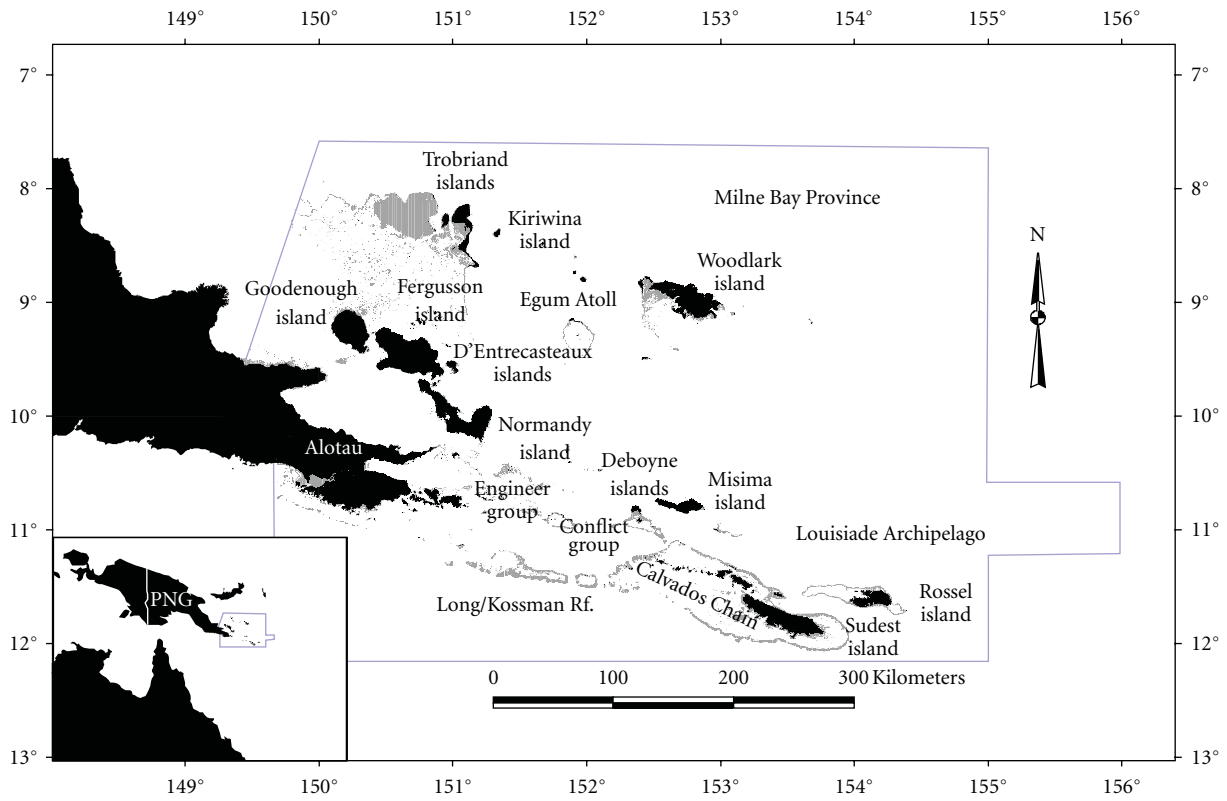 149° 150° 151° 152° 153° 154° 155° 156°
7° 7°
Trobriand
islands
8° 8°
Milne Bay Province
Kiriwina
island
N
Woodlark
island
Goodenough
island
Fergusson
island
Egum Atoll
9° 9°
D'Entrecasteaux
islands
10° 10°
Normandy
island
Alotau
Deboyne
islands
Misima
island
Engineer
group
Conflict
group
11° 11°
Louisiade Archipelago
Calvados Chain
Rossel
island
PNG
Long/Kossman Rf.
Sudest
island
12° 12°
0 100 200 300 Kilometers
13° 13°
149° 150° 151° 152° 153° 154° 155° 156°